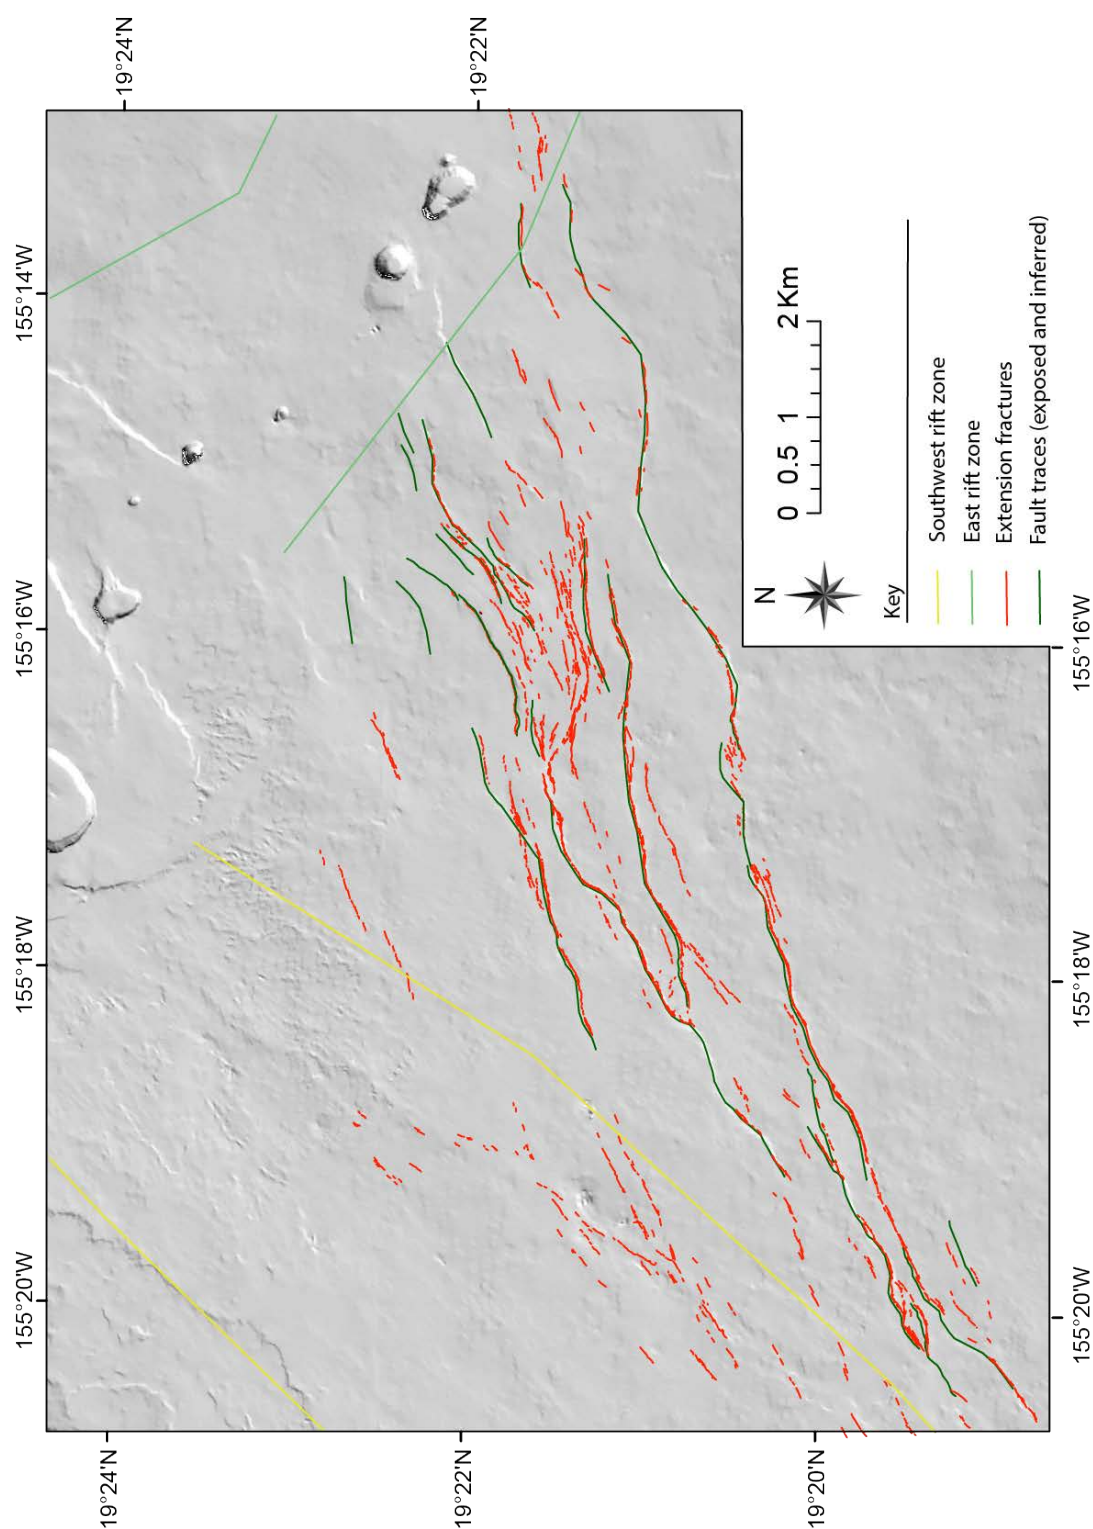 155°20'W
155°18'W
155°16'W
155°14'W
19°24'N
19°22'N
19°24'N
19°22'N
19°20'N
N
0 0.5 1 2 Km
Key
Southwest rift zone
East rift zone
Extension fractures
Fault traces (exposed and inferred)
155°20'W
155°18'W
155°16'W